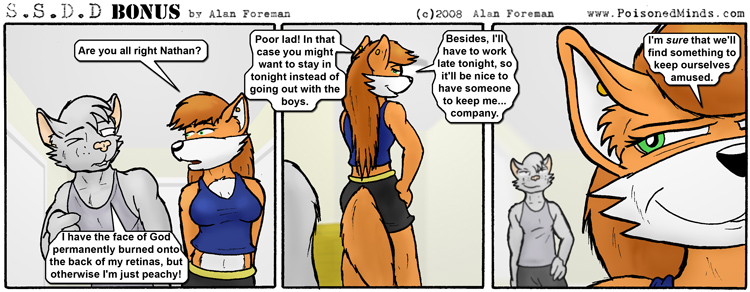 S.S.D.D BONUS by Alan Foreman (c)2008 Alan Foreman www.PoisonedMinds.com
Are you all right Nathan?
I have the face of God
permanently burned onto
the back of my retinas, but
otherwise I'm just peachy!
Poor lad! In that
case you might
want to stay in
tonight instead of
going out with the
boys.
Besides, I'll
have to work
late tonight, so
it'll be nice to
have someone
to keep me...
company.
I'm sure that we'll
find something to
keep ourselves
amused.